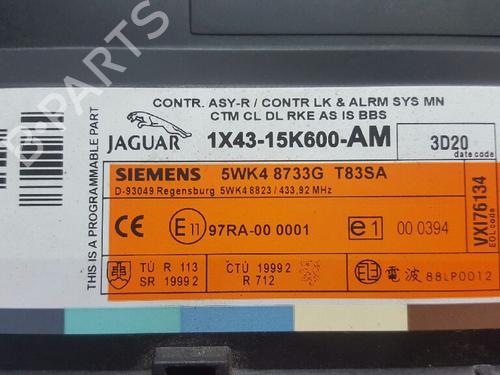 CONTR. ASY-R / CONTR LK & ALRM SYS MN
CTM CL DL RKE AS IS BBS
THIS IS A PROGRAMMABLE PART
JAGUAR
1X43-15K600-AM
3D20
date code
SIEMENS 5WK4 8733G T83SA
D-93049 Regensburg 5WK4 8823 / 433,92 MHz
CE
E 11
97RA-00 0001
e1
00 0394
VXI76134
EOL code
TÜ R 113
SR 1999 2
ČTÚ 1999 2
R 712
電波 88LP0012
B-Parts